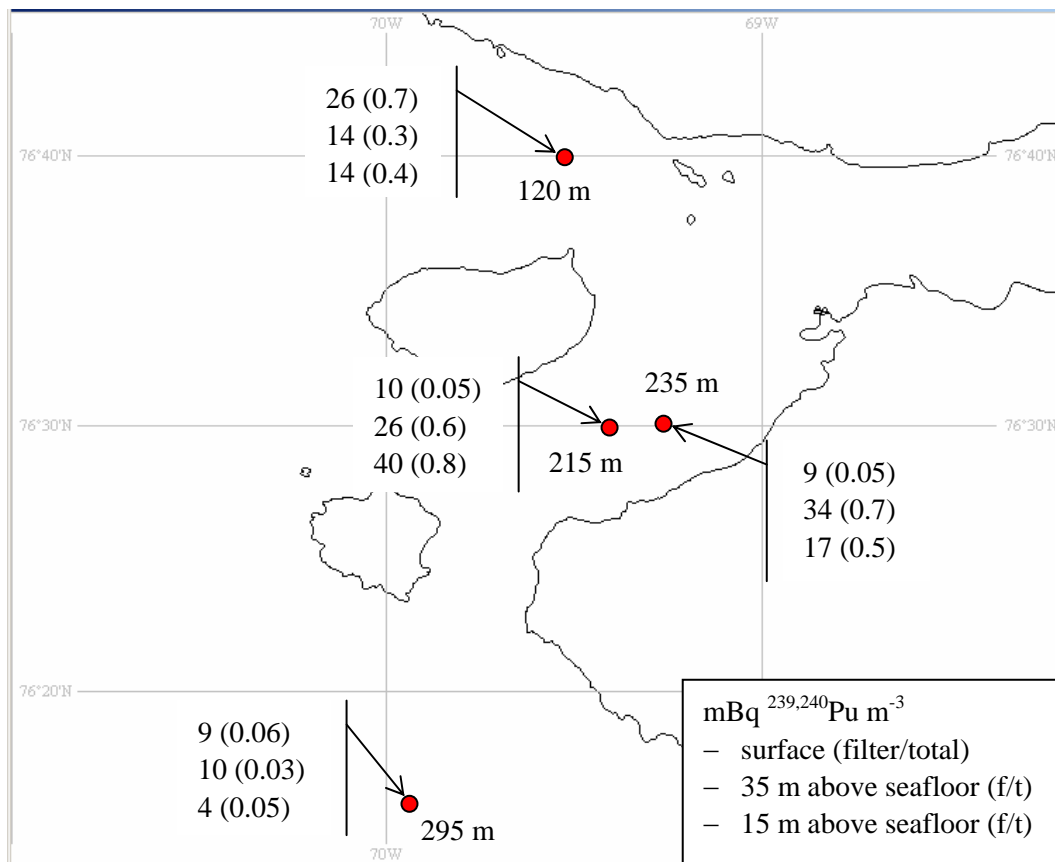 70W
69W
26 (0.7)
14 (0.3)
14 (0.4)
76°40'N
76°40'N
120 m
10 (0.05)
26 (0.6)
40 (0.8)
235 m
76°30'N
76°30'N
215 m
9 (0.05)
34 (0.7)
17 (0.5)
76°20'N
9 (0.06)
10 (0.03)
4 (0.05)
295 m
70W
mBq 239,240Pu m-3
– surface (filter/total)
– 35 m above seafloor (f/t)
– 15 m above seafloor (f/t)